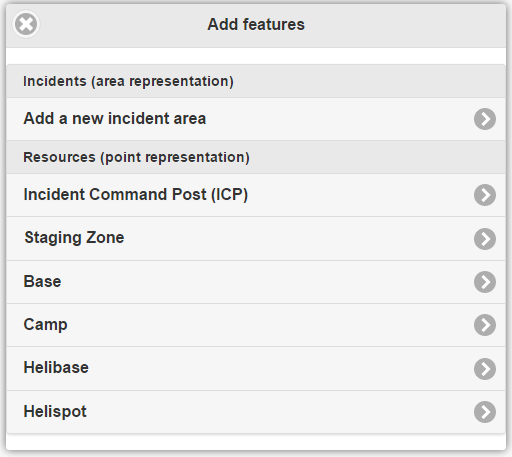 Add features
Incidents (area representation)
Add a new incident area
Resources (point representation)
Incident Command Post (ICP)
Staging Zone
Base
Camp
Helibase
Helispot